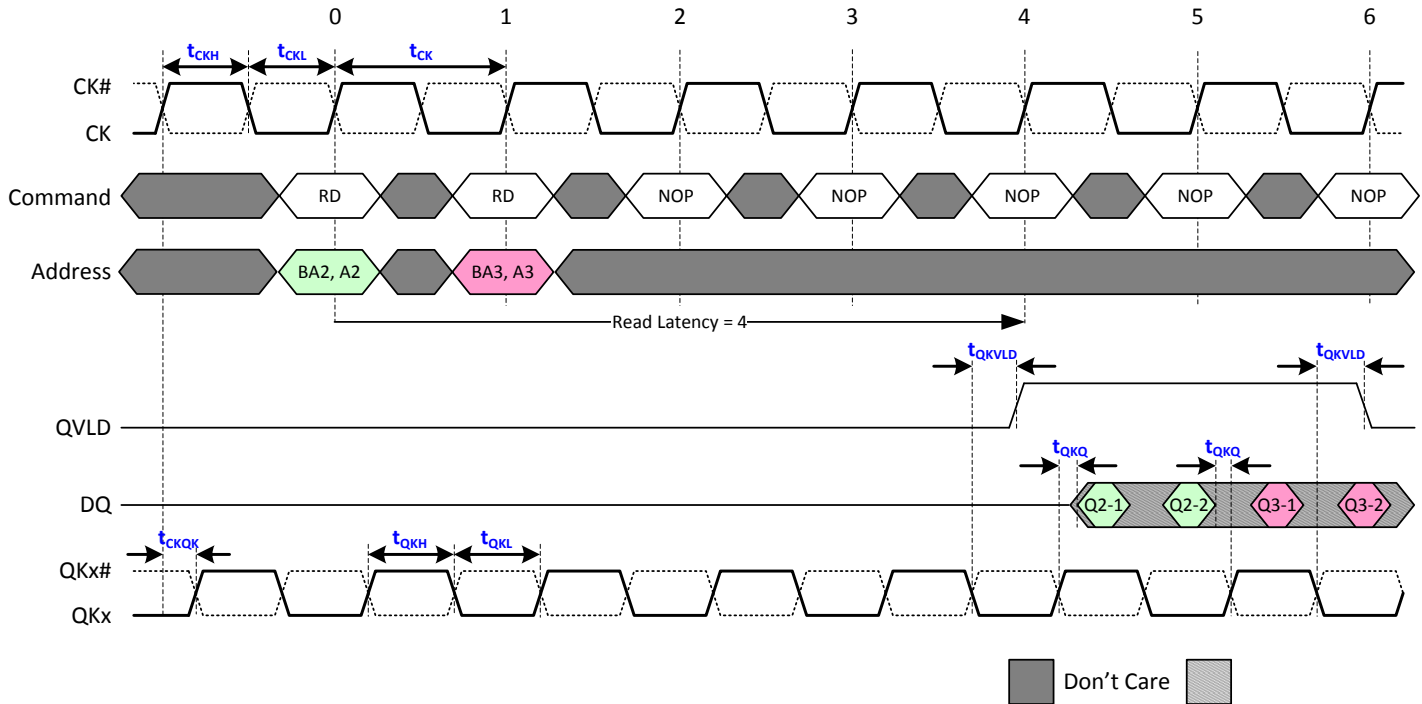 0 1 2 3 4 5 6
tCKH tCKL tCK
CK#
CK
Command RD RD NOP NOP NOP NOP NOP
Address BA2, A2 BA3, A3
Read Latency = 4
tQKVLD tQKVLD
QVLD
tQKQ tQKQ
DQ Q2-1 Q2-2 Q3-1 Q3-2
tCKQK tQKH tQKL
QKx#
QKx
Don't Care